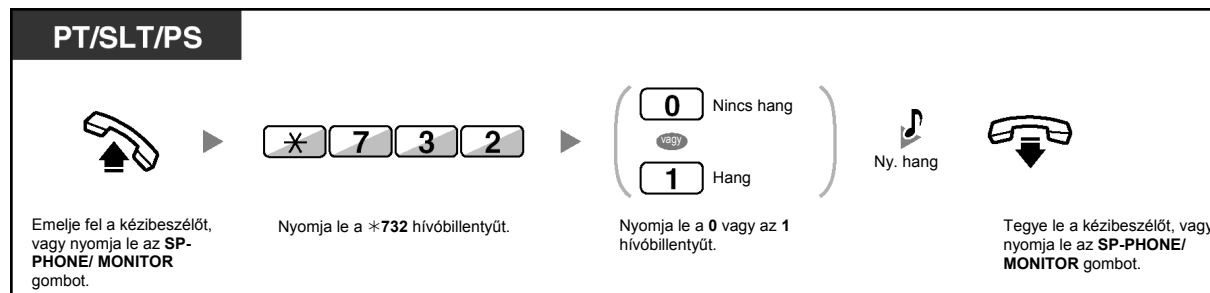 PT/SLT/PS
0 Nincs hang
✳ 7 3 2
vagy
1 Hang
Ny. hang
Emelje fel a kézibeszélőt,
vagy nyomja le az SP-
PHONE/ MONITOR
gombot.
Nyomja le a ✳732 hívóbillentyűt.
Nyomja le a 0 vagy az 1
hívóbillentyűt.
Tegye le a kézibeszélőt, vagy
nyomja le az SP-PHONE/
MONITOR gombot.